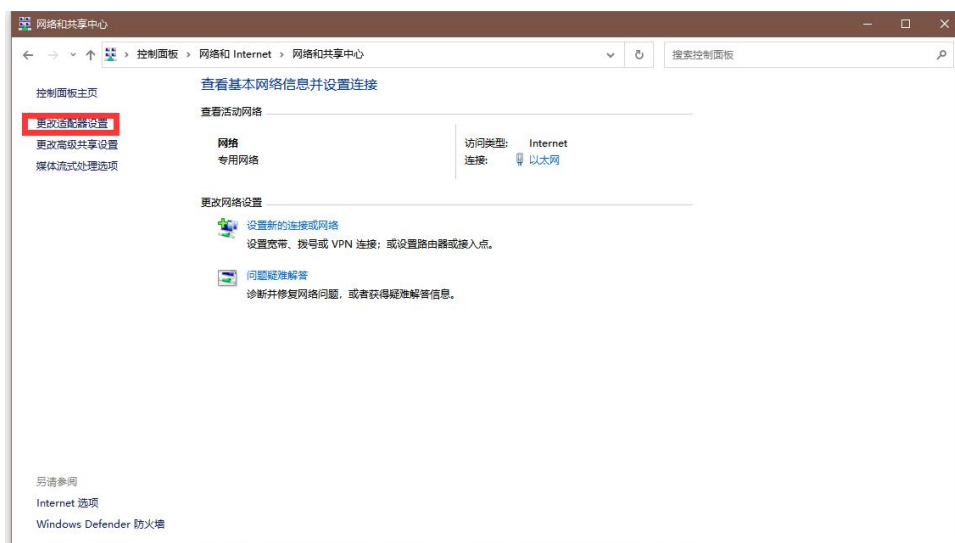 网络和共享中心
控制面板 › 网络和 Internet › 网络和共享中心
搜索控制面板
控制面板主页
更改适配器设置
更改高级共享设置
媒体流式处理选项
查看基本网络信息并设置连接
查看活动网络
网络
专用网络
访问类型: Internet
连接: 以太网
更改网络设置
设置新的连接或网络
设置宽带、拨号或 VPN 连接；或设置路由器或接入点。
问题疑难解答
诊断并修复网络问题，或者获得疑难解答信息。
另请参阅
Internet 选项
Windows Defender 防火墙